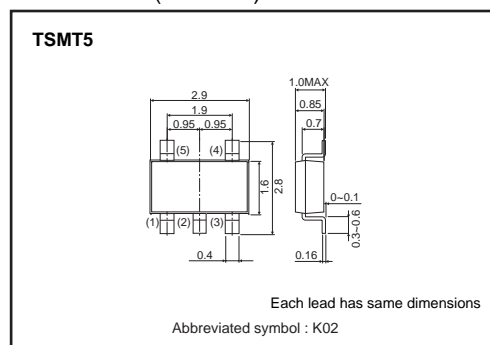 TSMT5
1.0MAX
2.9
0.85
1.9
0.7
0.95 0.95
(5) (4)
1.6
2.8
0~0.1
(1) (2) (3)
0.3~0.6
0.4
0.16
Each lead has same dimensions
Abbreviated symbol : K02